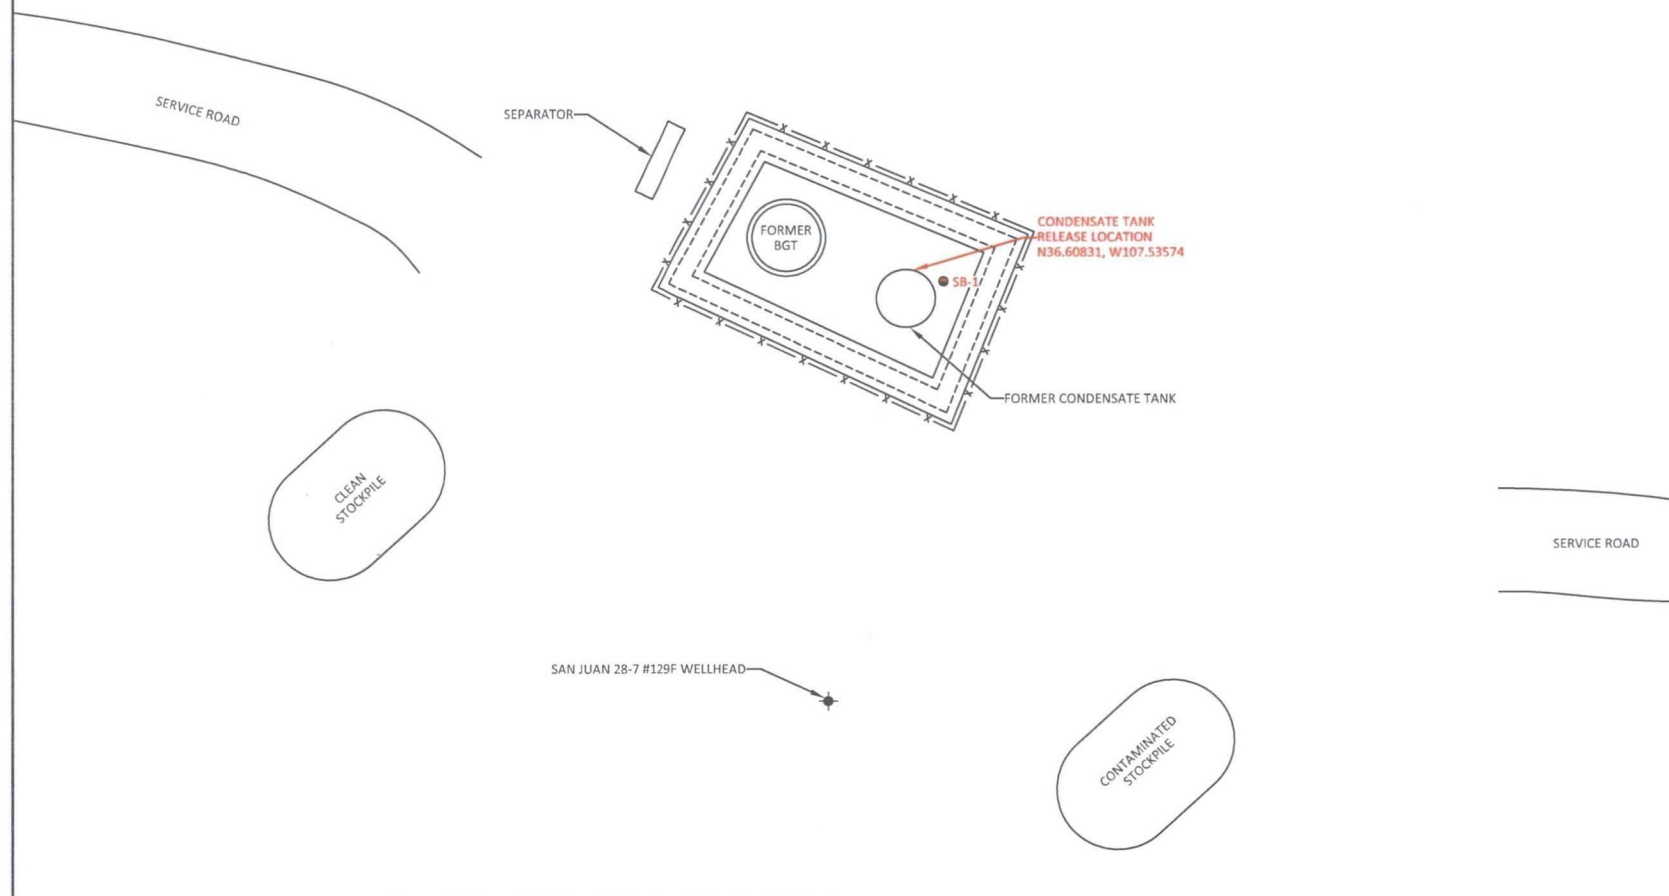 SERVICE ROAD
SEPARATOR
CONDENSATE TANK
RELEASE LOCATION
N36.60831, W107.53574
FORMER
BGT
SB-1
FORMER CONDENSATE TANK
CLEAN
STOCKPILE
SERVICE ROAD
SAN JUAN 28-7 #129F WELLHEAD
CONTAMINATED
STOCKPILE